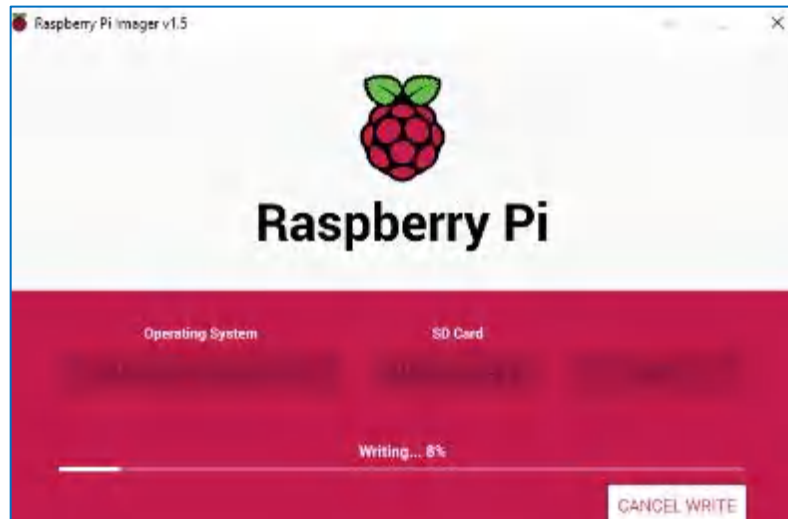 Raspberry Pi Imager v1.5
Raspberry Pi
Operating System
SD Card
Writing... 8%
CANCEL WRITE